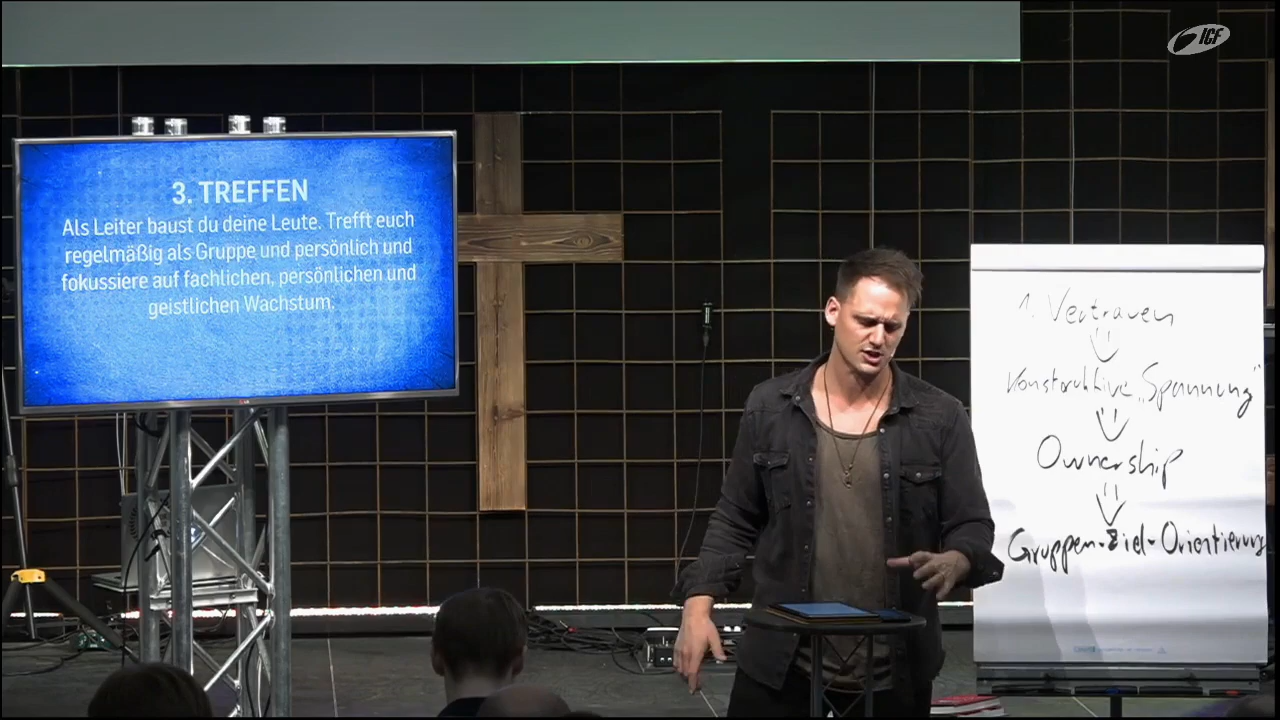 ICF
3. TREFFEN
Als Leiter baust du deine Leute. Trefft euch
regelmäßig als Gruppe und persönlich und
fokussiere auf fachlichen, persönlichen und
geistlichen Wachstum.
1. Vertrauen
Konstruktive „Spannung"
Ownership
Gruppen-Ziel-Orientierung